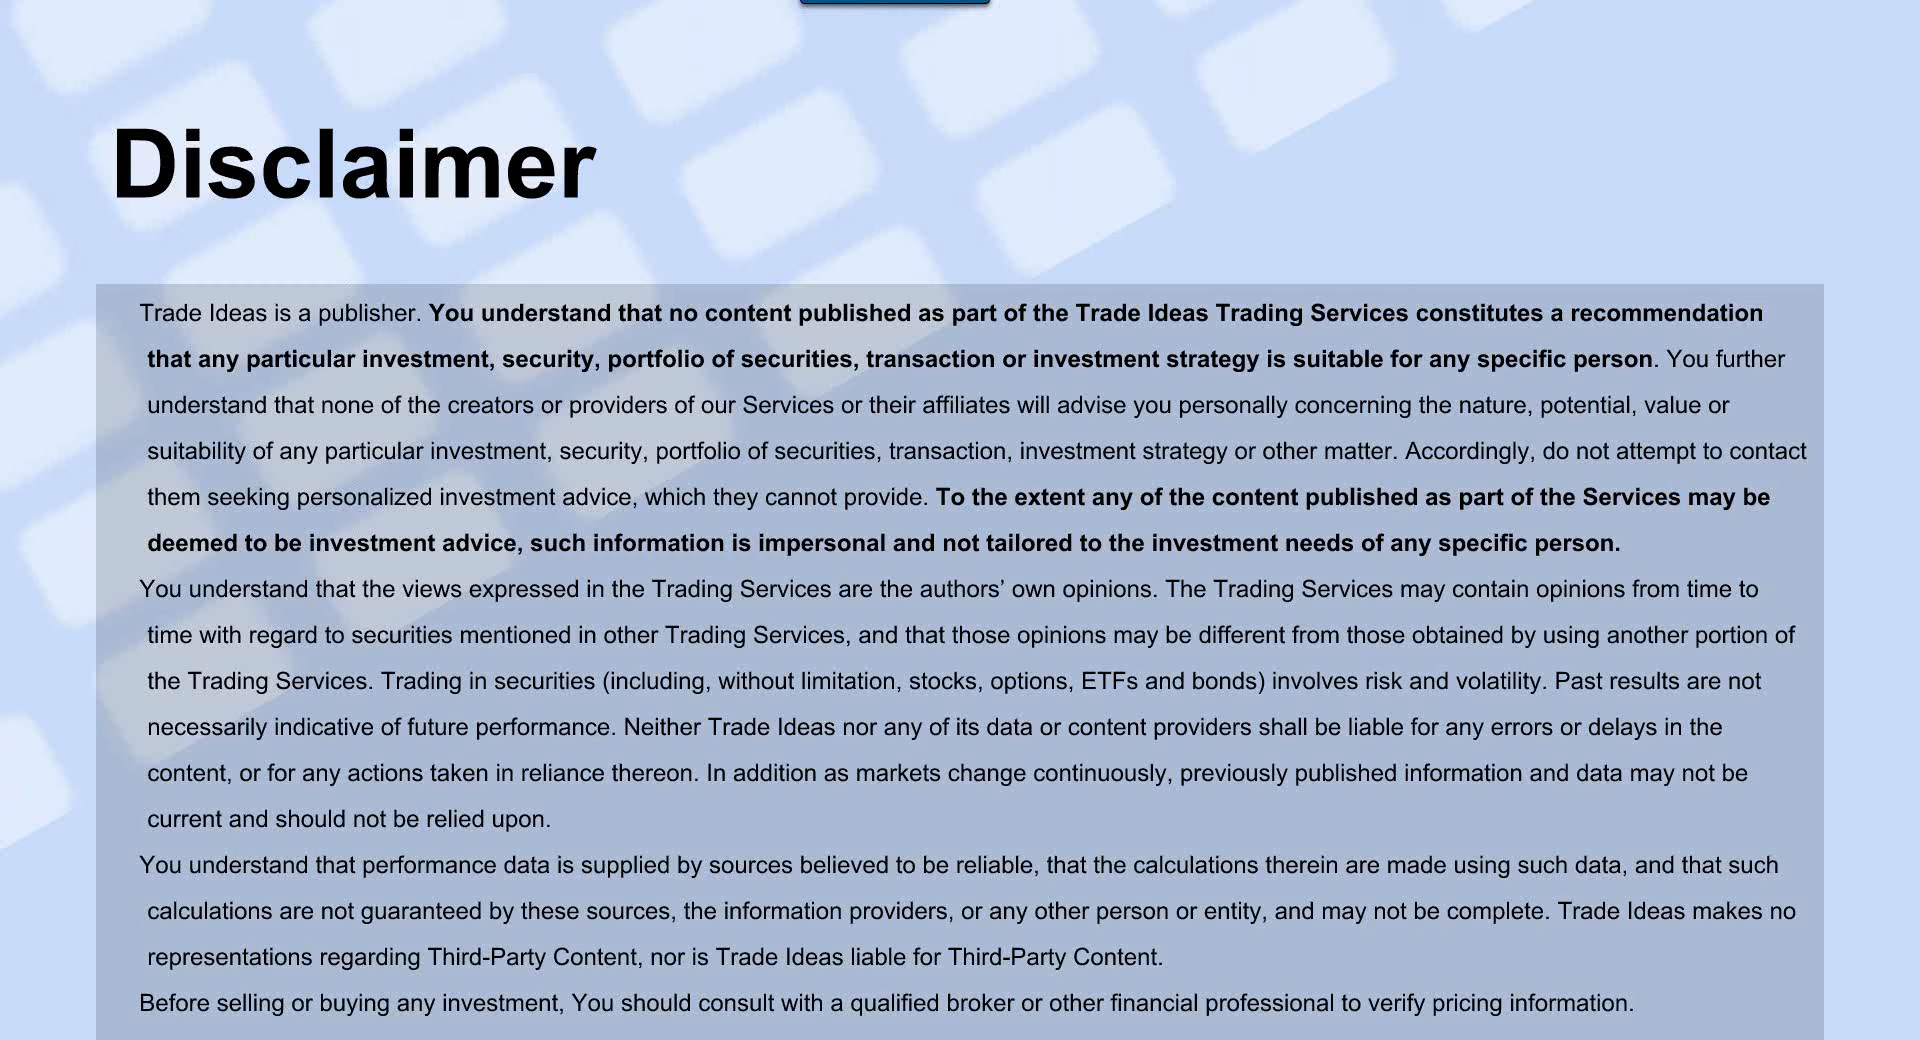 Disclaimer
Trade Ideas is a publisher. You understand that no content published as part of the Trade Ideas Trading Services constitutes a recommendation
that any particular investment, security, portfolio of securities, transaction or investment strategy is suitable for any specific person. You further
understand that none of the creators or providers of our Services or their affiliates will advise you personally concerning the nature, potential, value or
suitability of any particular investment, security, portfolio of securities, transaction, investment strategy or other matter. Accordingly, do not attempt to contact
them seeking personalized investment advice, which they cannot provide. To the extent any of the content published as part of the Services may be
deemed to be investment advice, such information is impersonal and not tailored to the investment needs of any specific person.
You understand that the views expressed in the Trading Services are the authors’ own opinions. The Trading Services may contain opinions from time to
time with regard to securities mentioned in other Trading Services, and that those opinions may be different from those obtained by using another portion of
the Trading Services. Trading in securities (including, without limitation, stocks, options, ETFs and bonds) involves risk and volatility. Past results are not
necessarily indicative of future performance. Neither Trade Ideas nor any of its data or content providers shall be liable for any errors or delays in the
content, or for any actions taken in reliance thereon. In addition as markets change continuously, previously published information and data may not be
current and should not be relied upon.
You understand that performance data is supplied by sources believed to be reliable, that the calculations therein are made using such data, and that such
calculations are not guaranteed by these sources, the information providers, or any other person or entity, and may not be complete. Trade Ideas makes no
representations regarding Third-Party Content, nor is Trade Ideas liable for Third-Party Content.
Before selling or buying any investment, You should consult with a qualified broker or other financial professional to verify pricing information.